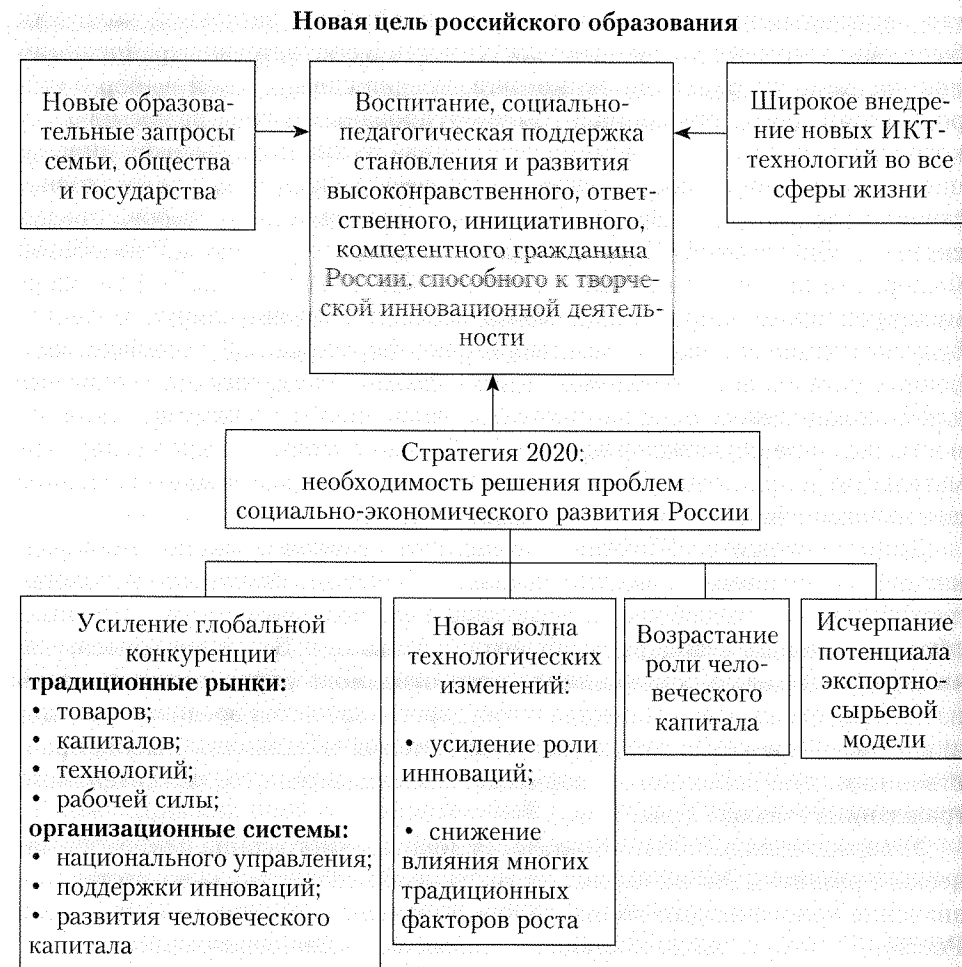 Новая цель российского образования
Новые образова-
тельные запросы
семьи, общества
и государства
Воспитание, социально-
педагогическая поддержка
становления и развития
высоконравственного, ответ-
ственного, инициативного,
компетентного гражданина
России, способного к творче-
ской инновационной деятель-
ности
Широкое внедре-
ние новых ИКТ-
технологий во все
сферы жизни
Стратегия 2020:
необходимость решения проблем
социально-экономического развития России
Усиление глобальной
конкуренции
традиционные рынки:
• товаров;
• капиталов;
• технологий;
• рабочей силы;
организационные системы:
• национального управления;
• поддержки инноваций;
• развития человеческого
капитала
Новая волна
технологических
изменений:
• усиление роли
инноваций;
• снижение
влияния многих
традиционных
факторов роста
Возрастание
роли чело-
веческого
капитала
Исчерпание
потенциала
экспортно-
сырьевой
модели